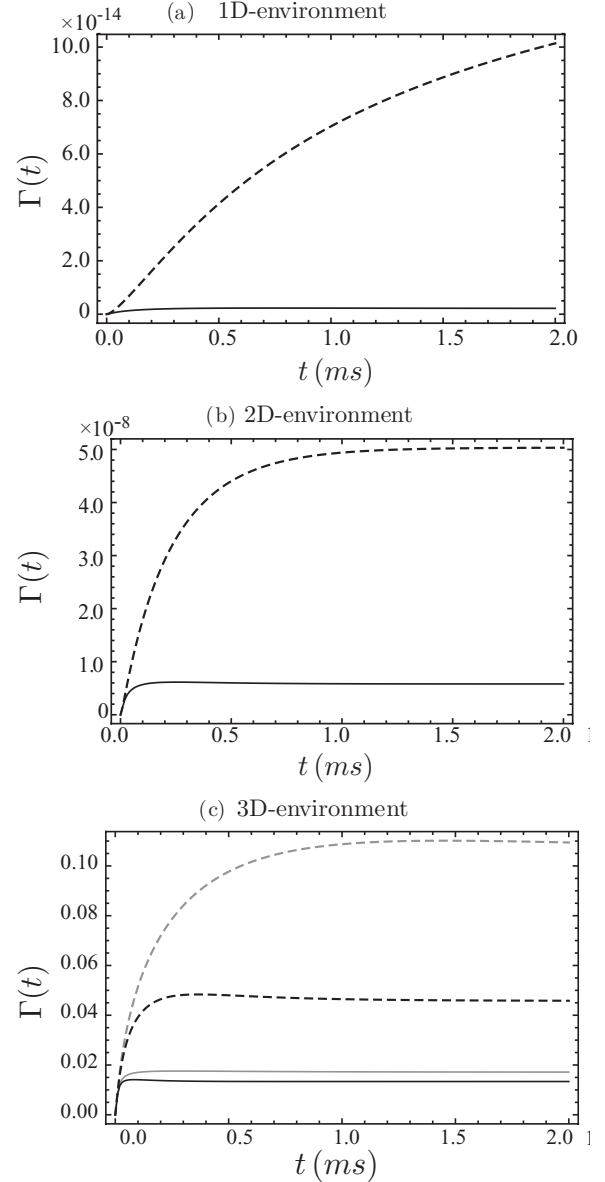 ×10⁻¹⁴ (a) 1D-environment
10.0
8.0
6.0
4.0
2.0
0
Γ(t)
0.0 0.5 1.0 1.5 2.0
t (ms)
×10⁻⁸ (b) 2D-environment
5.0
4.0
3.0
2.0
1.0
0
Γ(t)
0.0 0.5 1.0 1.5 2.0 1
t (ms)
(c) 3D-environment
0.10
0.08
0.06
0.04
0.02
0.00
Γ(t)
0.0 0.5 1.0 1.5 2.0 1
t (ms)